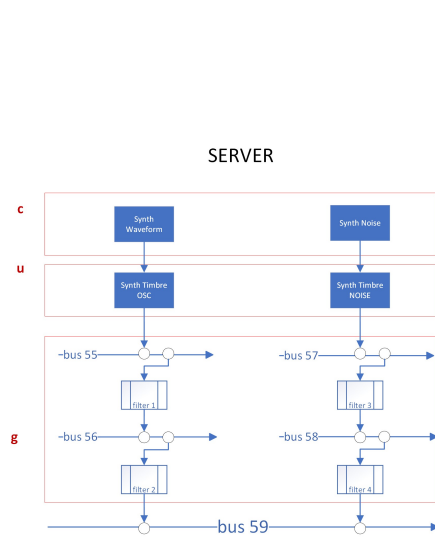 SERVER
c
Synth
Waveform
Synth Noise
u
Synth Timbre
OSC
Synth Timbre
NOISE
bus 55
bus 57
filter 1
filter 3
g
bus 56
bus 58
filter 2
filter 4
bus 59